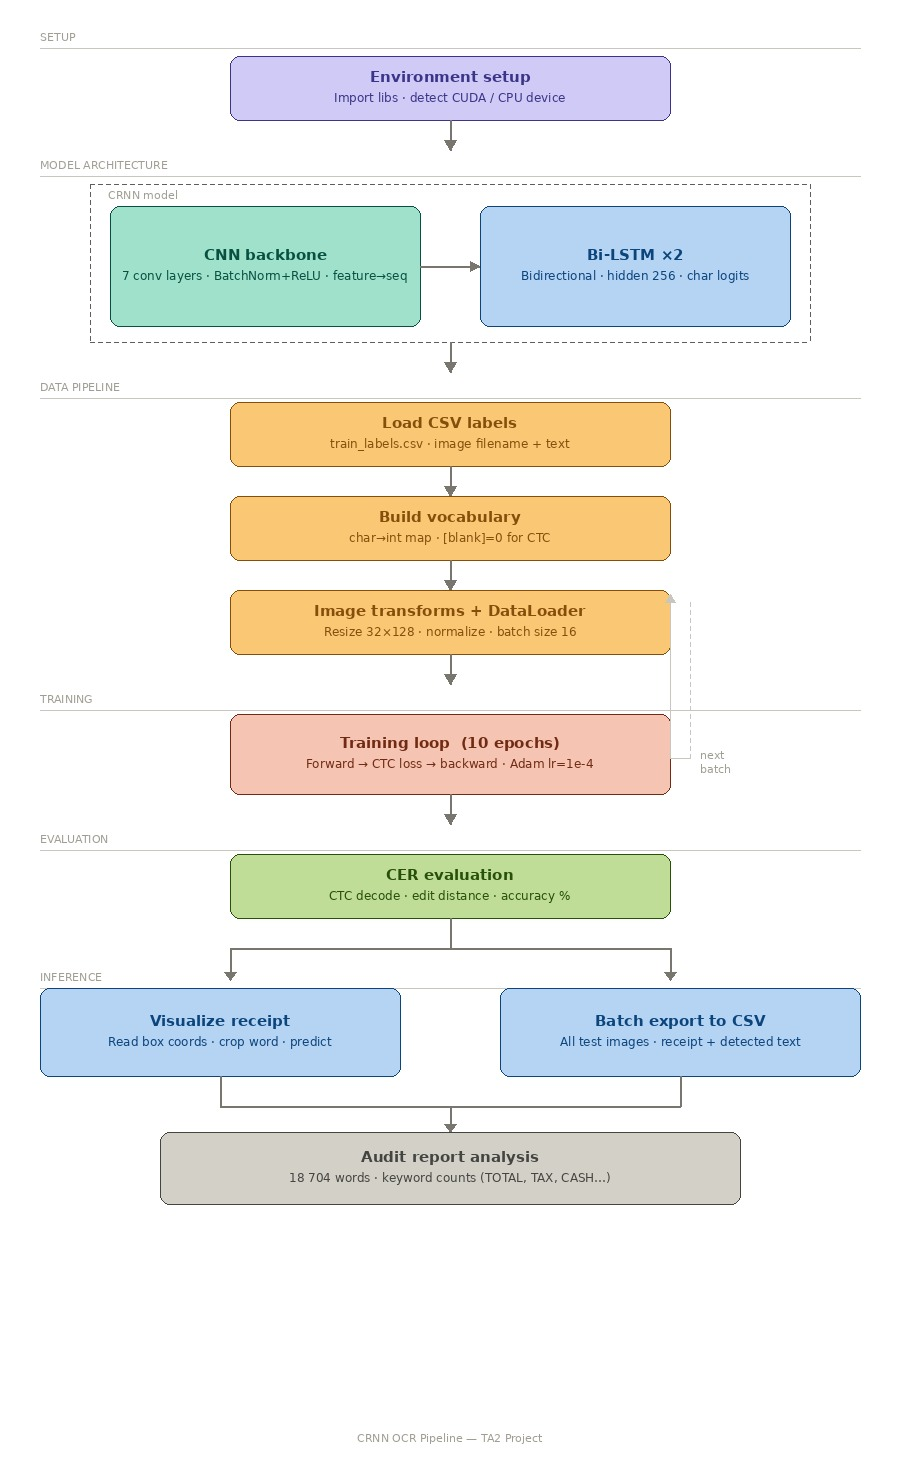 SETUP
Environment setup
Import libs · detect CUDA / CPU device
MODEL ARCHITECTURE
CRNN model
CNN backbone
7 conv layers · BatchNorm+ReLU · feature→seq
Bi-LSTM ×2
Bidirectional · hidden 256 · char logits
DATA PIPELINE
Load CSV labels
train_labels.csv · image filename + text
Build vocabulary
char→int map · [blank]=0 for CTC
Image transforms + DataLoader
Resize 32×128 · normalize · batch size 16
TRAINING
Training loop  (10 epochs)
Forward → CTC loss → backward · Adam lr=1e-4
next
batch
EVALUATION
CER evaluation
CTC decode · edit distance · accuracy %
INFERENCE
Visualize receipt
Read box coords · crop word · predict
Batch export to CSV
All test images · receipt + detected text
Audit report analysis
18 704 words · keyword counts (TOTAL, TAX, CASH…)
CRNN OCR Pipeline — TA2 Project